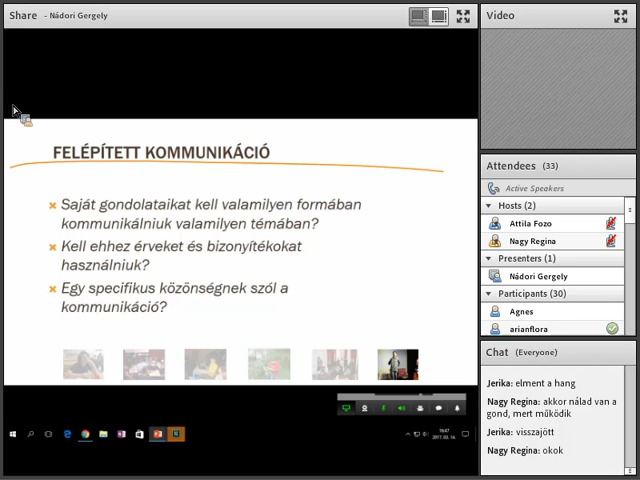 Share - Nádori Gergely
Video
FELÉPÍTETT KOMMUNIKÁCIÓ
Saját gondolataikat kell valamilyen formában
kommunikálniuk valamilyen témában?
Kell ehhez érveket és bizonyítékokat
használniuk?
Egy specifikus közönségnek szól a
kommunikáció?
Attendees (33)
Active Speakers
Hosts (2)
Attila Fozo
Nagy Regina
Presenters (1)
Nádori Gergely
Participants (30)
Agnes
arianflora
Chat (Everyone)
Jerika: elment a hang
Nagy Regina: akkor nálad van a
gond, mert működik
Jerika: visszajött
Nagy Regina: okok